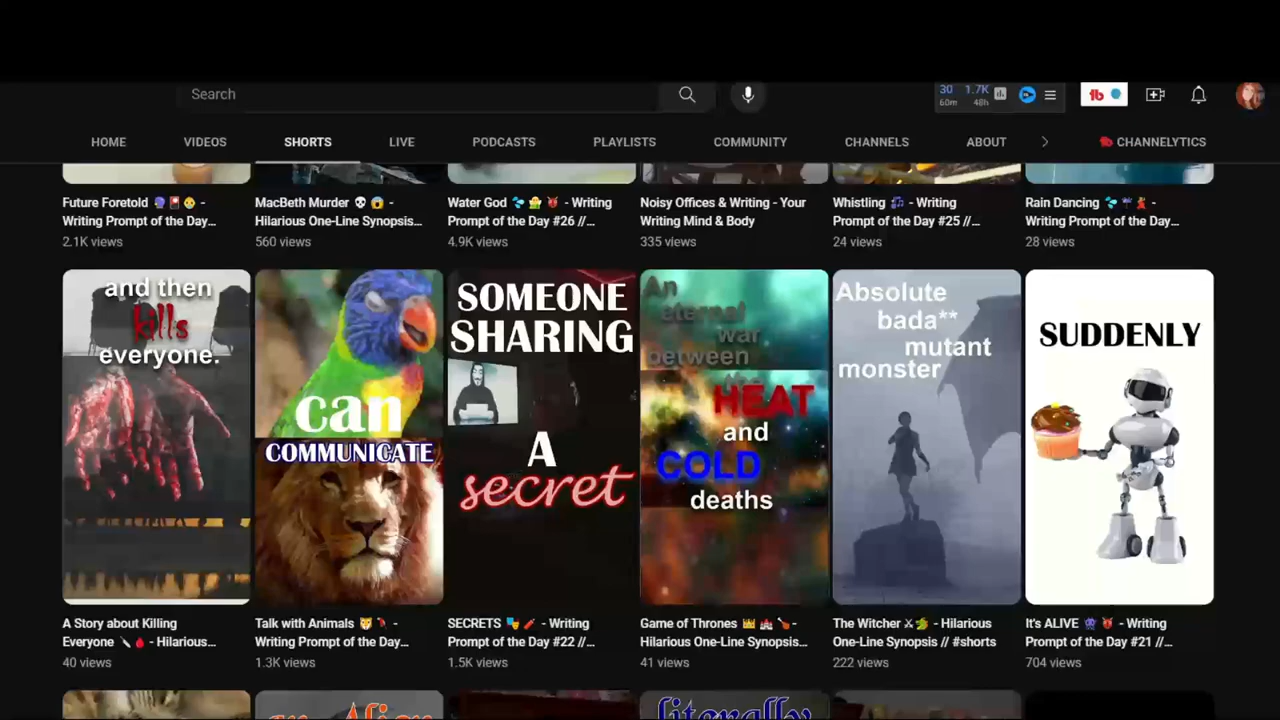 Search
30 1.7K
60m 48h
HOME VIDEOS SHORTS LIVE PODCASTS PLAYLISTS COMMUNITY CHANNELS ABOUT CHANNELYTICS
Future Foretold 🔮🎴👶 -
Writing Prompt of the Day...
2.1K views
MacBeth Murder 💀😱 -
Hilarious One-Line Synopsis...
560 views
Water God 💦🧝👹 - Writing
Prompt of the Day #26 //...
4.9K views
Noisy Offices & Writing - Your
Writing Mind & Body
335 views
Whistling 🎶 - Writing
Prompt of the Day #25 //...
24 views
Rain Dancing 💦☔💃 -
Writing Prompt of the Day...
28 views
and then
kills
everyone.
can
COMMUNICATE
SOMEONE
SHARING
A
secret
An
eternal
war
between
the
HEAT
and
COLD
deaths
Absolute
bada**
mutant
monster
SUDDENLY
A Story about Killing
Everyone 🔪🩸 - Hilarious...
40 views
Talk with Animals 🐯🦜 -
Writing Prompt of the Day...
1.3K views
SECRETS 🎭🧨 - Writing
Prompt of the Day #22 //...
1.5K views
Game of Thrones 👑🏰🍗 -
Hilarious One-Line Synopsis...
41 views
The Witcher ⚔🐲 - Hilarious
One-Line Synopsis // #shorts
222 views
It's ALIVE 👾👹 - Writing
Prompt of the Day #21 //...
704 views
an Alien
literally